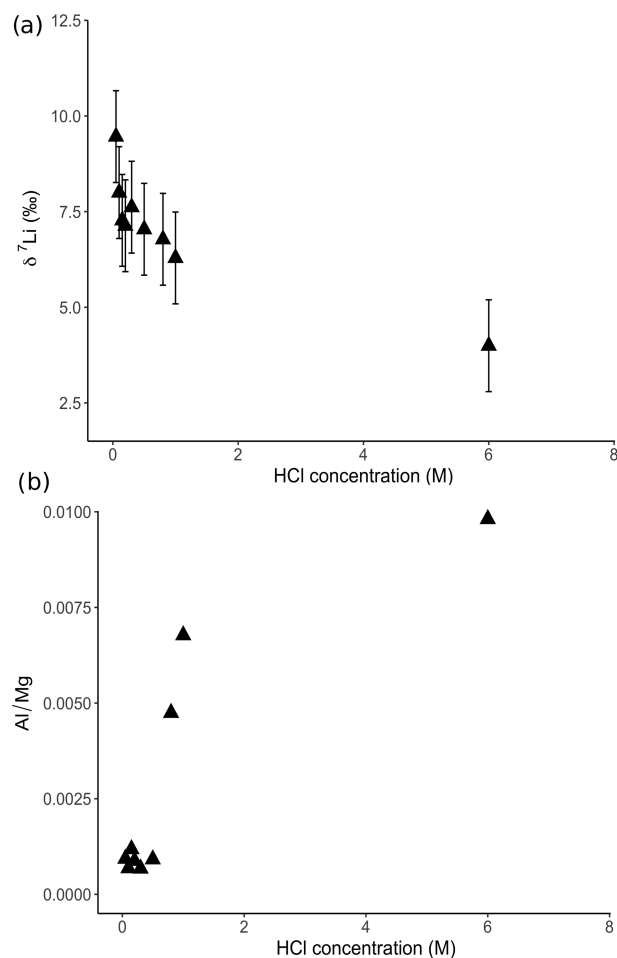 (a)
12.5
10.0
7.5
5.0
2.5
δ ⁷Li (‰)
0 2 4 6 8
HCl concentration (M)
(b)
0.0100
0.0075
0.0050
0.0025
0.0000
Al/Mg
0 2 4 6 8
HCl concentration (M)